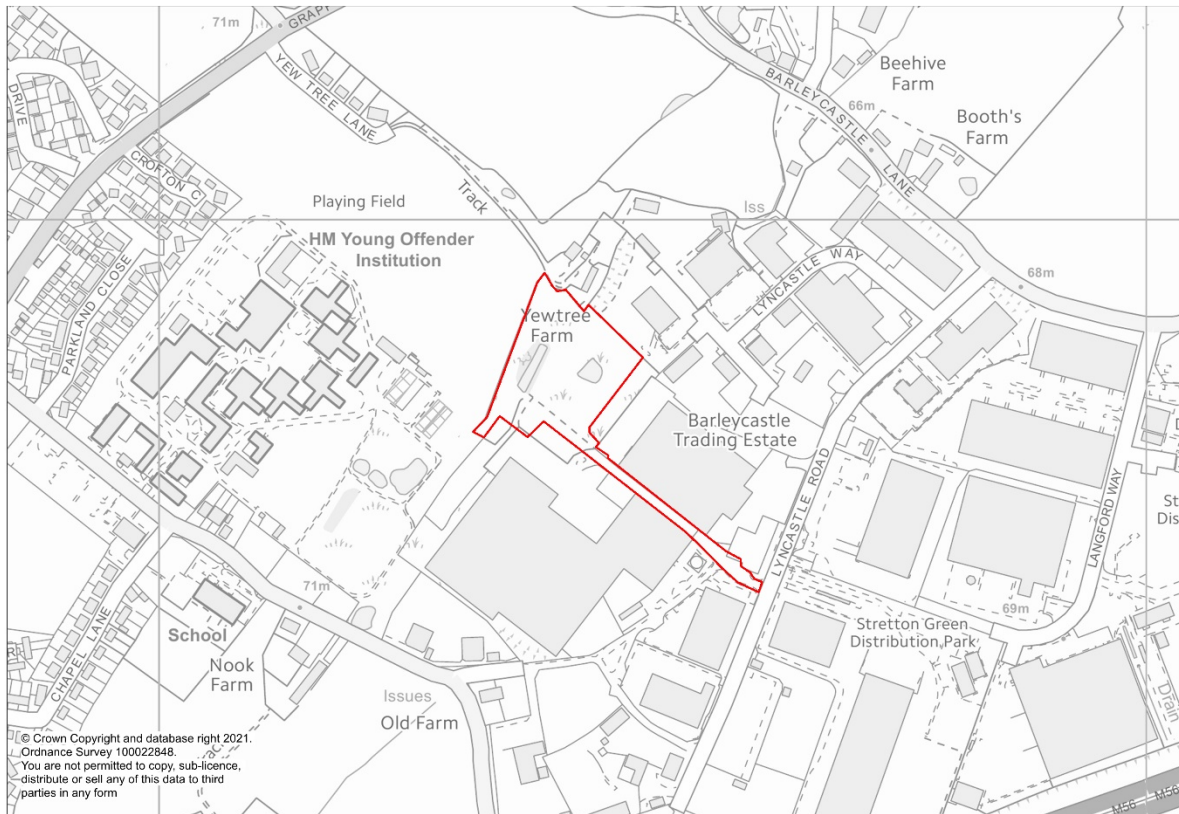 71m
GRAPP
YEW TREE LANE
DRIVE
CROFTON C
PARKLAND CLOSE
Playing Field
Track
HM Young Offender
Institution
Beehive
Farm
BARLEYCASTLE
LANE
66m
Booth's
Farm
Iss
LYNCASTLE WAY
68m
Yewtree
Farm
Barleycastle
Trading Estate
LYNCASTLE ROAD
LANGFORD WAY
D
St
Dis
71m
School
CHAPEL LANE
Nook
Farm
Issues
Old Farm
69m
Stretton Green
Distribution Park
Drain
M56
M56
© Crown Copyright and database right 2021.
Ordnance Survey 100022848.
You are not permitted to copy, sub-licence,
distribute or sell any of this data to third
parties in any form